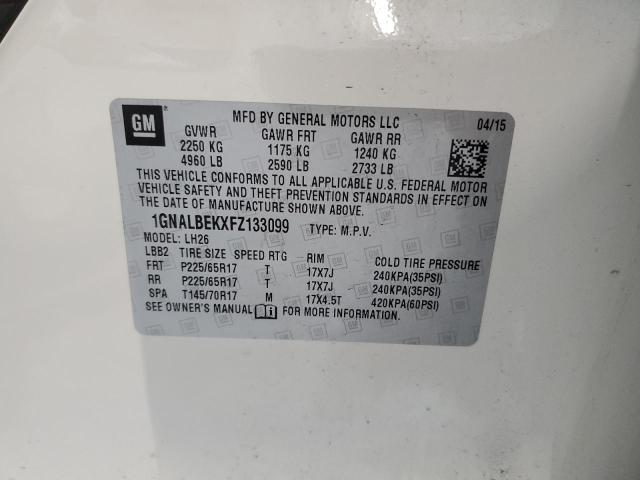 GM
MFD BY GENERAL MOTORS LLC
04/15
GVWR GAWR FRT GAWR RR
2250 KG 1175 KG 1240 KG
4960 LB 2590 LB 2733 LB
THIS VEHICLE CONFORMS TO ALL APPLICABLE U.S. FEDERAL MOTOR
VEHICLE SAFETY AND THEFT PREVENTION STANDARDS IN EFFECT ON
THE DATE OF MANUFACTURE SHOWN ABOVE.
1GNALBEKXFZ133099 TYPE: M.P.V.
MODEL: LH26
LBB2 TIRE SIZE SPEED RTG RIM COLD TIRE PRESSURE
FRT P225/65R17 T 17X7J 240KPA(35PSI)
RR P225/65R17 T 17X7J 240KPA(35PSI)
SPA T145/70R17 M 17X4.5T 420KPA(60PSI)
SEE OWNER'S MANUAL FOR MORE INFORMATION.